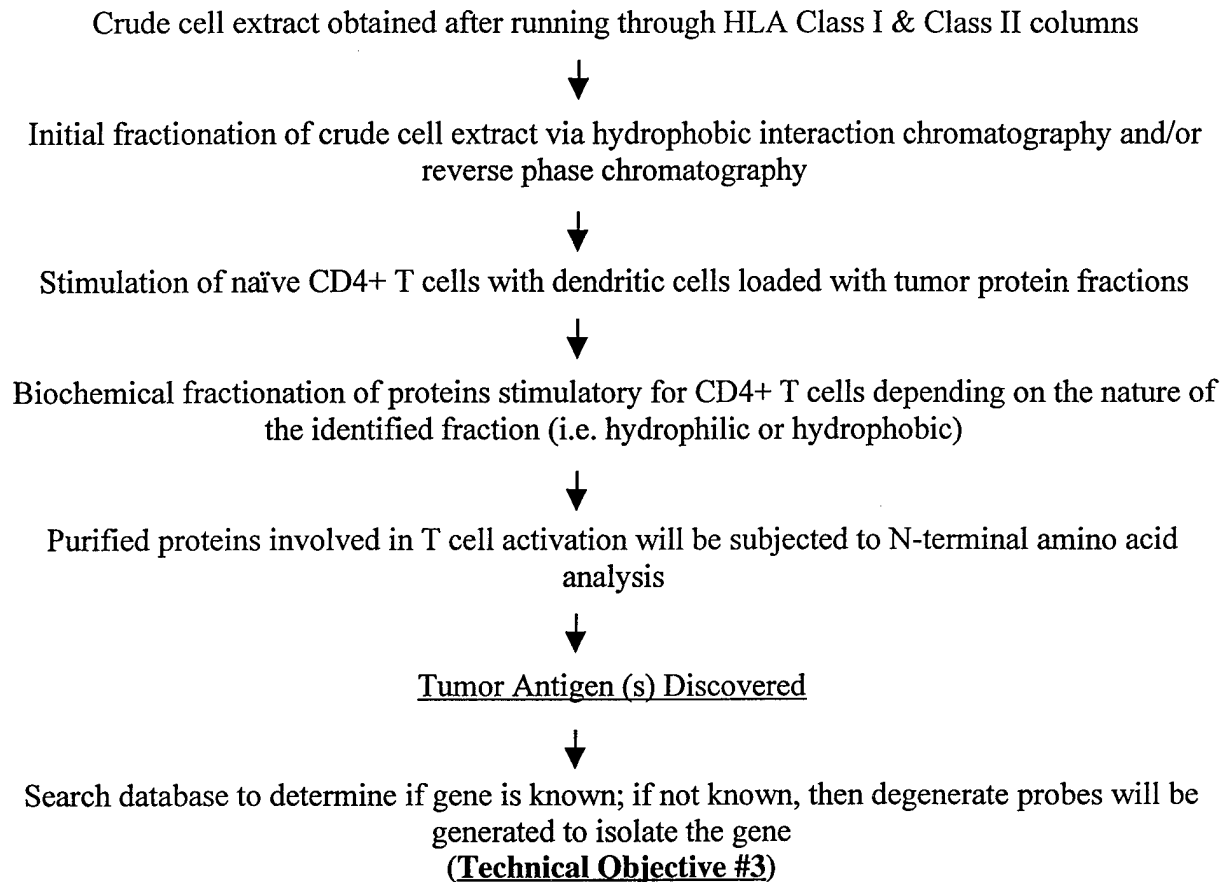 Crude cell extract obtained after running through HLA Class I & Class II columns
Initial fractionation of crude cell extract via hydrophobic interaction chromatography and/or
reverse phase chromatography
Stimulation of naïve CD4+ T cells with dendritic cells loaded with tumor protein fractions
Biochemical fractionation of proteins stimulatory for CD4+ T cells depending on the nature of
the identified fraction (i.e. hydrophilic or hydrophobic)
Purified proteins involved in T cell activation will be subjected to N-terminal amino acid
analysis
Tumor Antigen (s) Discovered
Search database to determine if gene is known; if not known, then degenerate probes will be
generated to isolate the gene
(Technical Objective #3)